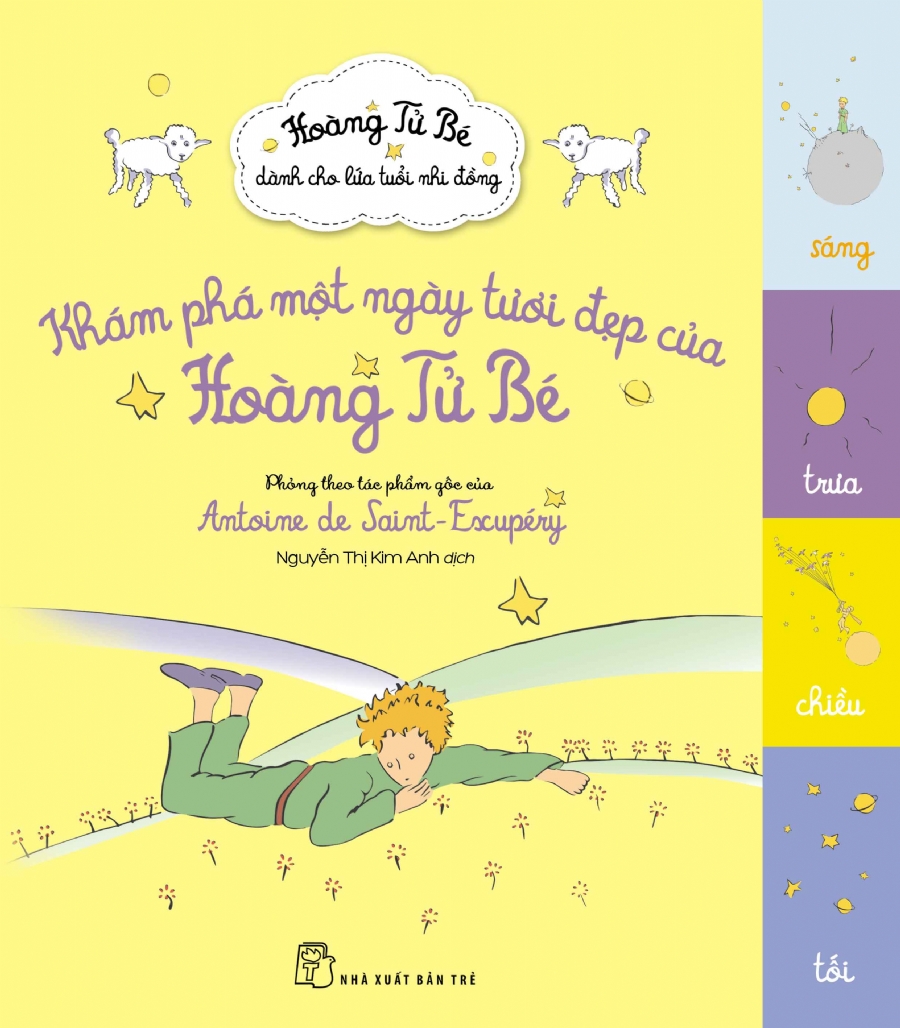 Hoàng Tử Bé
dành cho lứa tuổi nhi đồng
Khám phá một ngày tươi đẹp của
Hoàng Tử Bé
Phỏng theo tác phẩm gốc của
Antoine de Saint-Exupéry
Nguyễn Thị Kim Anh dịch
NHÀ XUẤT BẢN TRẺ
sáng
trưa
chiều
tối